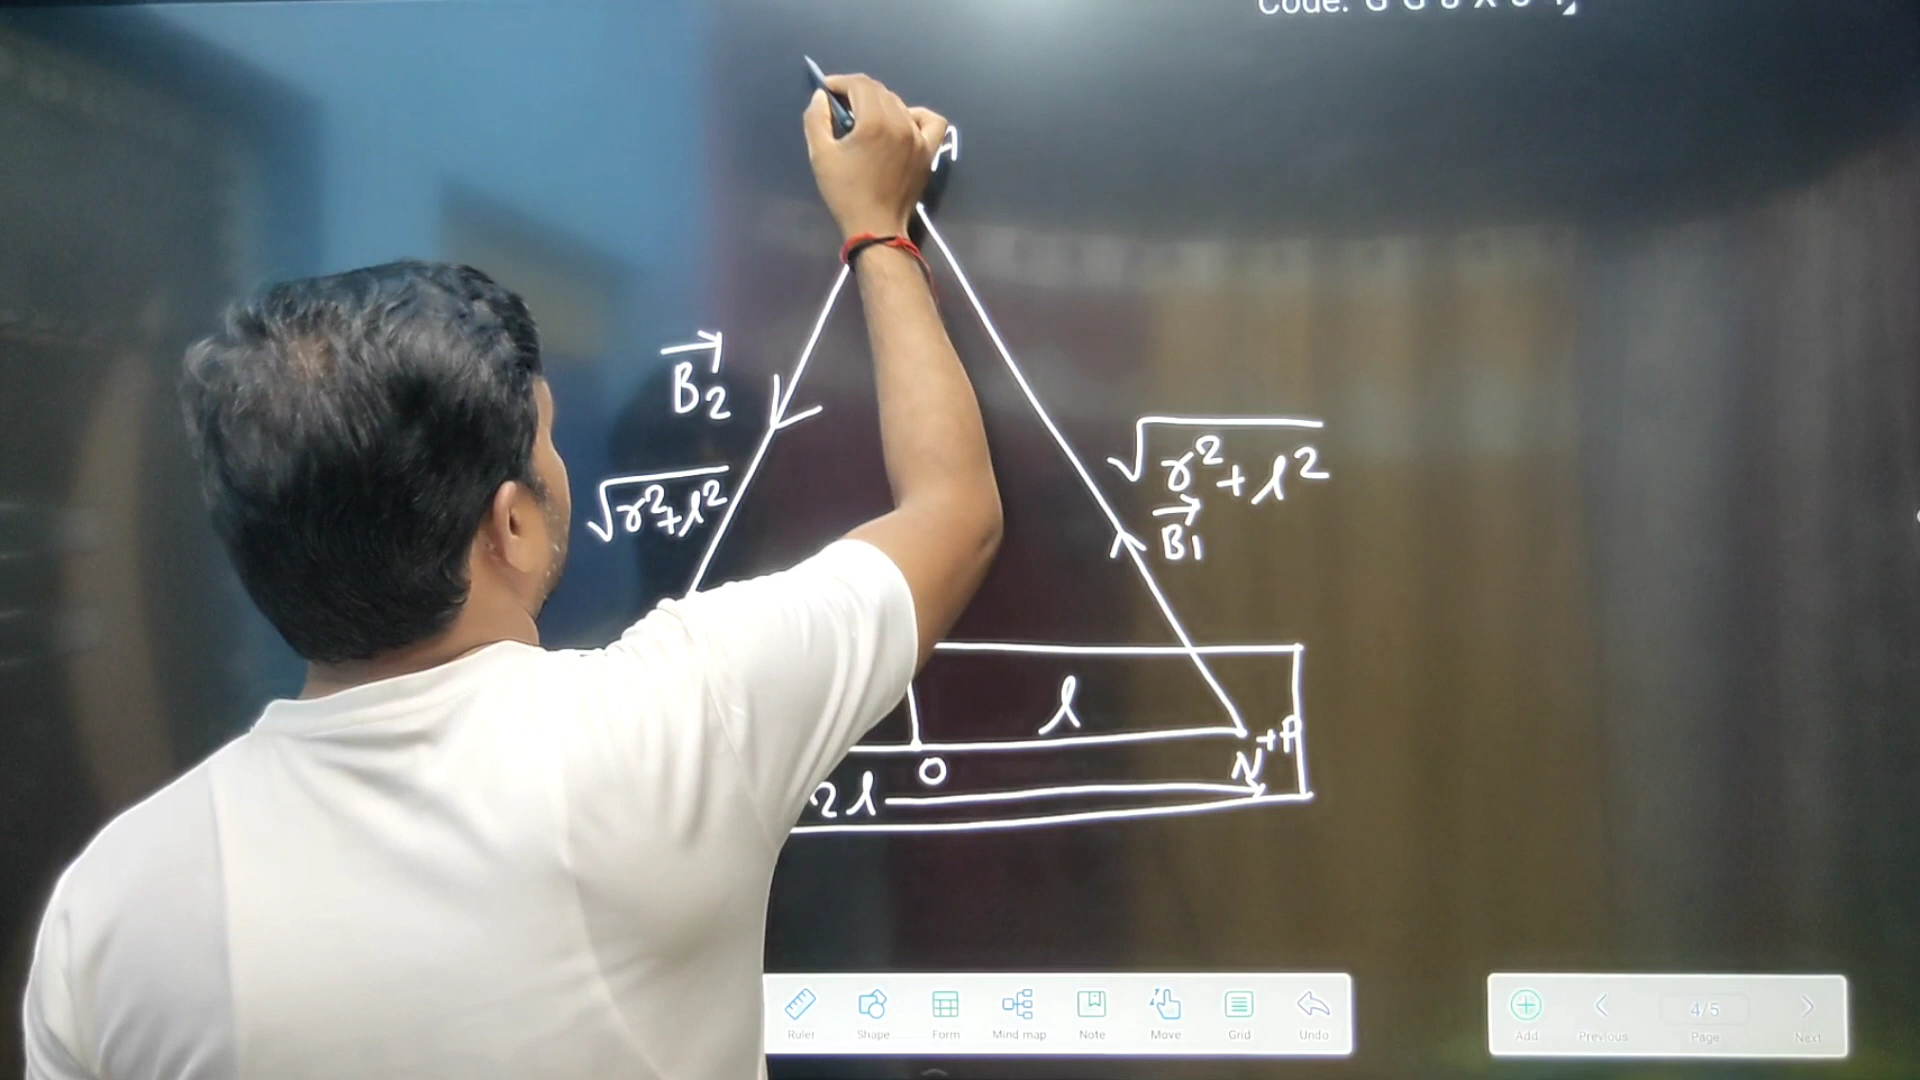 Code:
A
B₂
√r²+l²
√r²+l²
B₁
l
O
N
2l
Ruler
Shape
Form
Mind map
Note
Move
Grid
Undo
Add
Previous
4/5
Page
Next